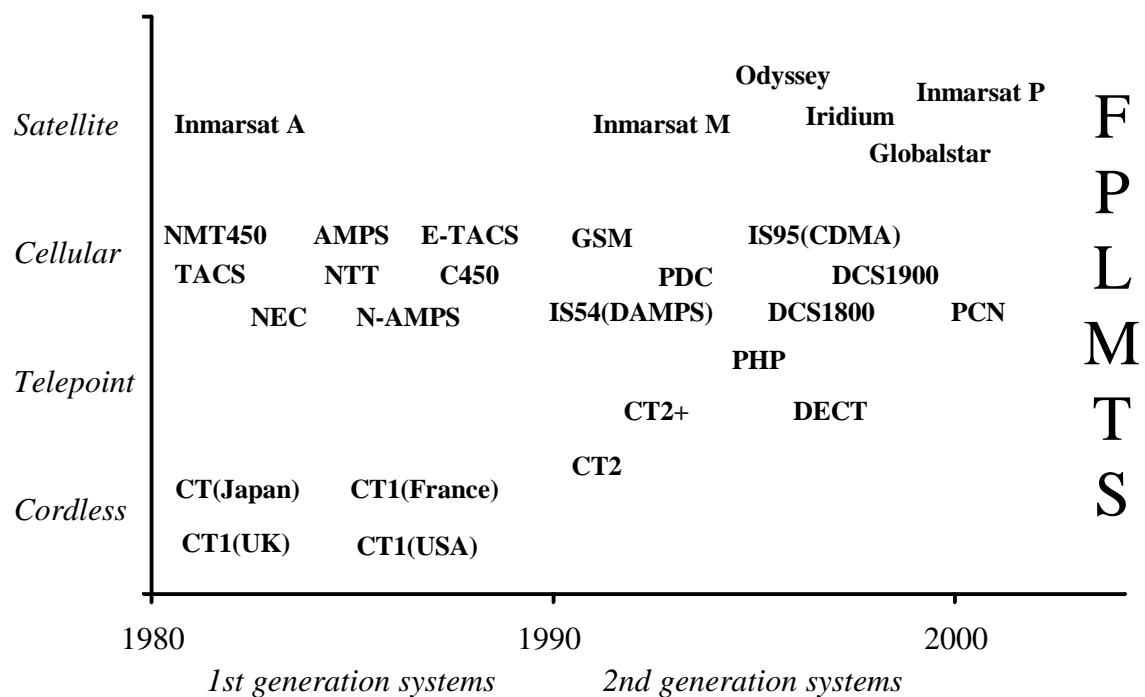 Odyssey
Inmarsat P
Satellite Inmarsat A Inmarsat M Iridium
Globalstar
NMT450 AMPS E-TACS GSM IS95(CDMA)
Cellular
TACS NTT C450 PDC DCS1900
NEC N-AMPS IS54(DAMPS) DCS1800 PCN
PHP
Telepoint
CT2+ DECT
CT2
CT(Japan) CT1(France)
Cordless
CT1(UK) CT1(USA)
F
P
L
M
T
S
1980 1990 2000
1st generation systems 2nd generation systems